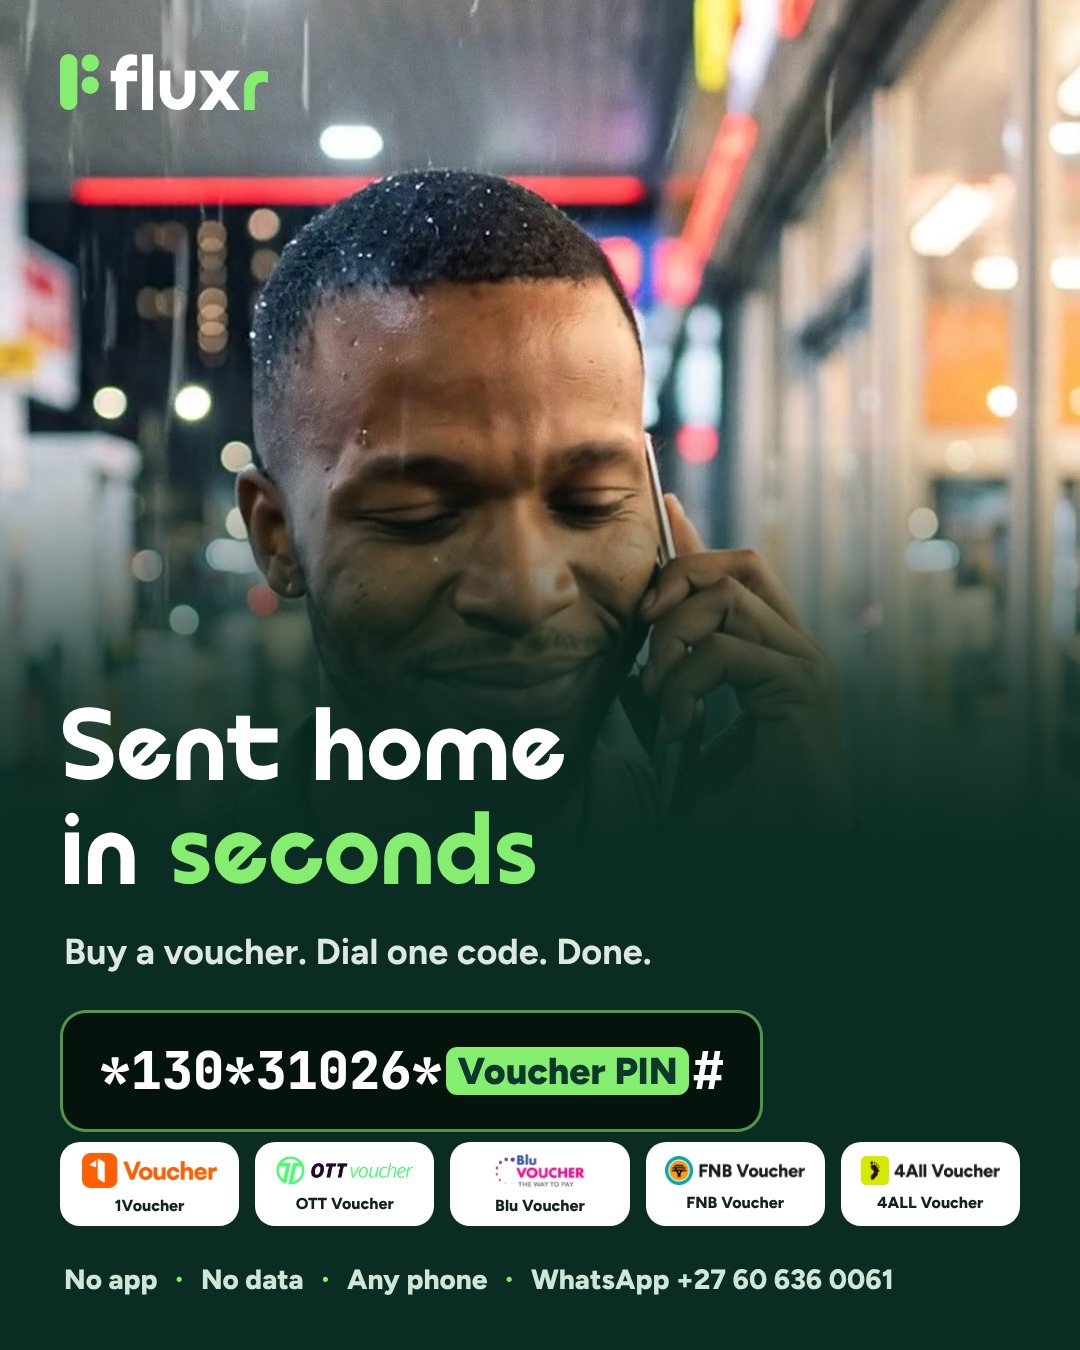 fluxr
Sent home
in seconds
Buy a voucher. Dial one code. Done.
*130*31026*Voucher PIN#
1 Voucher
1Voucher
OTT voucher
OTT Voucher
Blu
VOUCHER
THE WAY TO PAY
Blu Voucher
FNB Voucher
FNB Voucher
4All Voucher
4ALL Voucher
No app · No data · Any phone · WhatsApp +27 60 636 0061